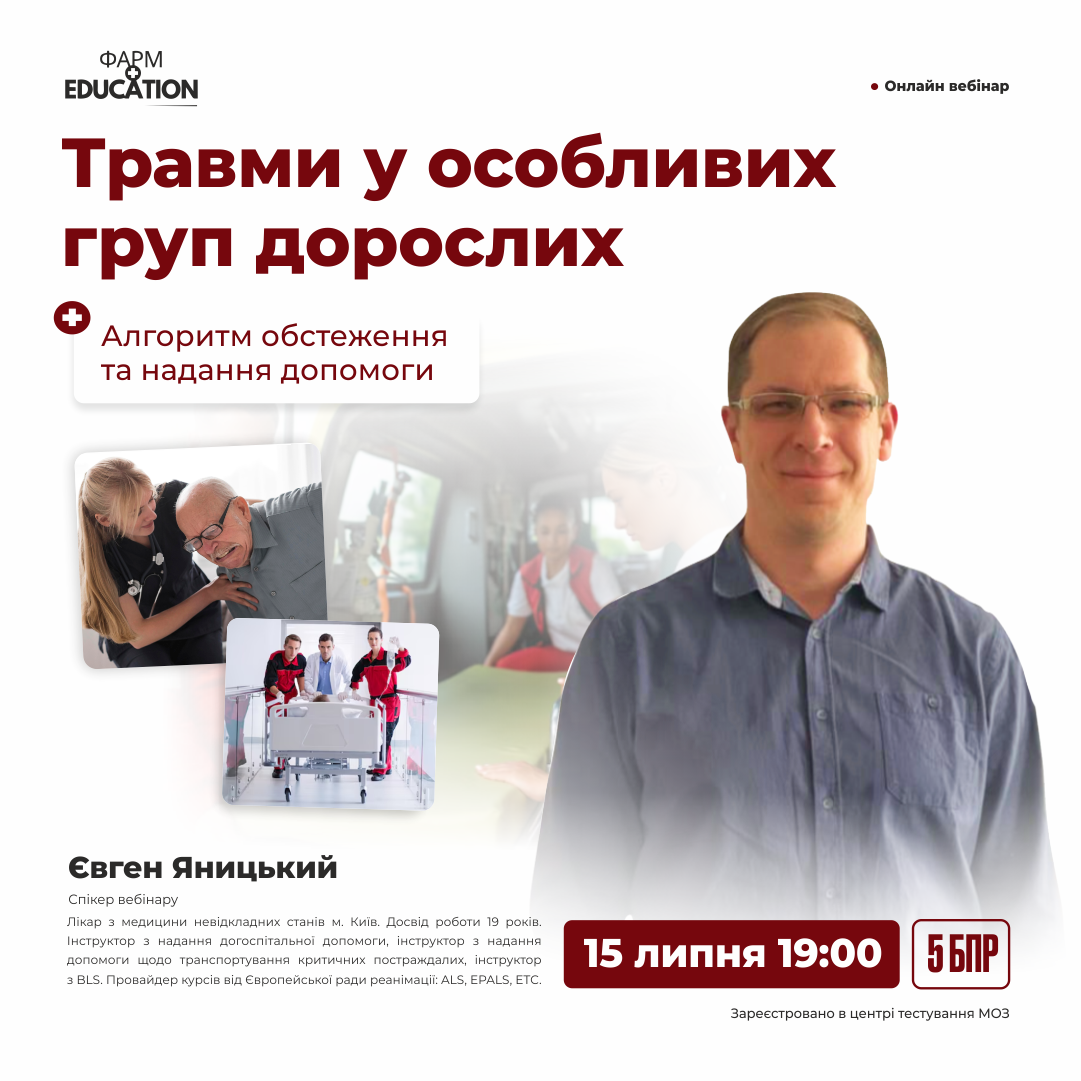 ФАРМ
EDUCATION
Онлайн вебінар
Травми у особливих
груп дорослих
Алгоритм обстеження
та надання допомоги
Євген Яницький
Спікер вебінару
Лікар з медицини невідкладних станів м. Київ. Досвід роботи 19 років.
Інструктор з надання догоспітальної допомоги, інструктор з надання
допомоги щодо транспортування критичних постраждалих, інструктор
з BLS. Провайдер курсів від Європейської ради реанімації: ALS, EPALS, ETC.
15 липня 19:00
5 БПР
Зареєстровано в центрі тестування МОЗ